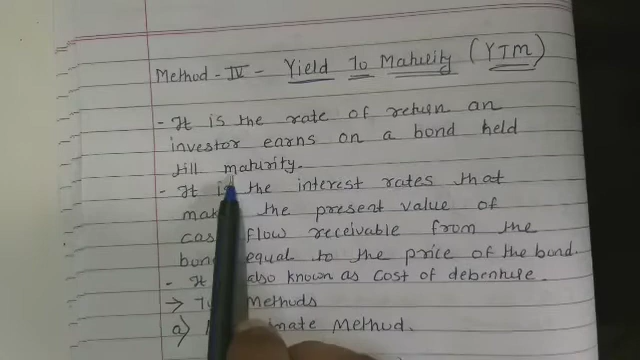 Method - IV - Yield To Maturity (YTM)
- It is the rate of return an
investor earns on a bond held
till maturity.
- It the interest rates that
the present value of
flow receivable from the
equal to the price of the bond.
- It also known as cost of debenture.
→ Methods
a) Method.